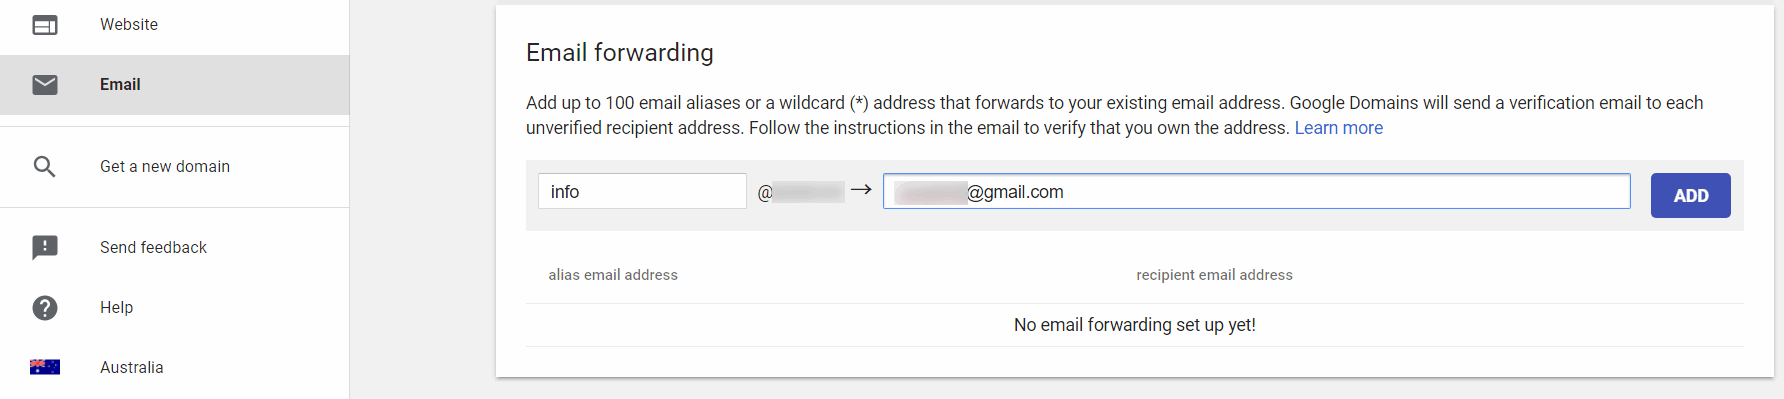 Website
Email
Get a new domain
Send feedback
Help
Australia
Email forwarding
Add up to 100 email aliases or a wildcard (*) address that forwards to your existing email address. Google Domains will send a verification email to each
unverified recipient address. Follow the instructions in the email to verify that you own the address. Learn more
info @ → @gmail.com ADD
alias email address recipient email address
No email forwarding set up yet!